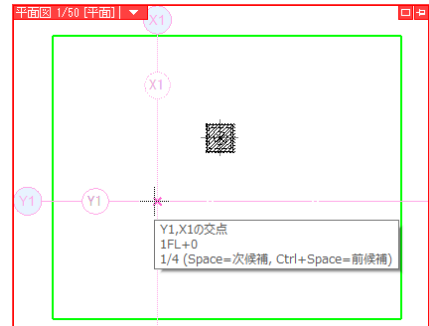 平面図 1/50 [平面]
X1
X1
Y1
Y1
Y1,X1の交点
1FL+0
1/4 (Space=次候補, Ctrl+Space=前候補)